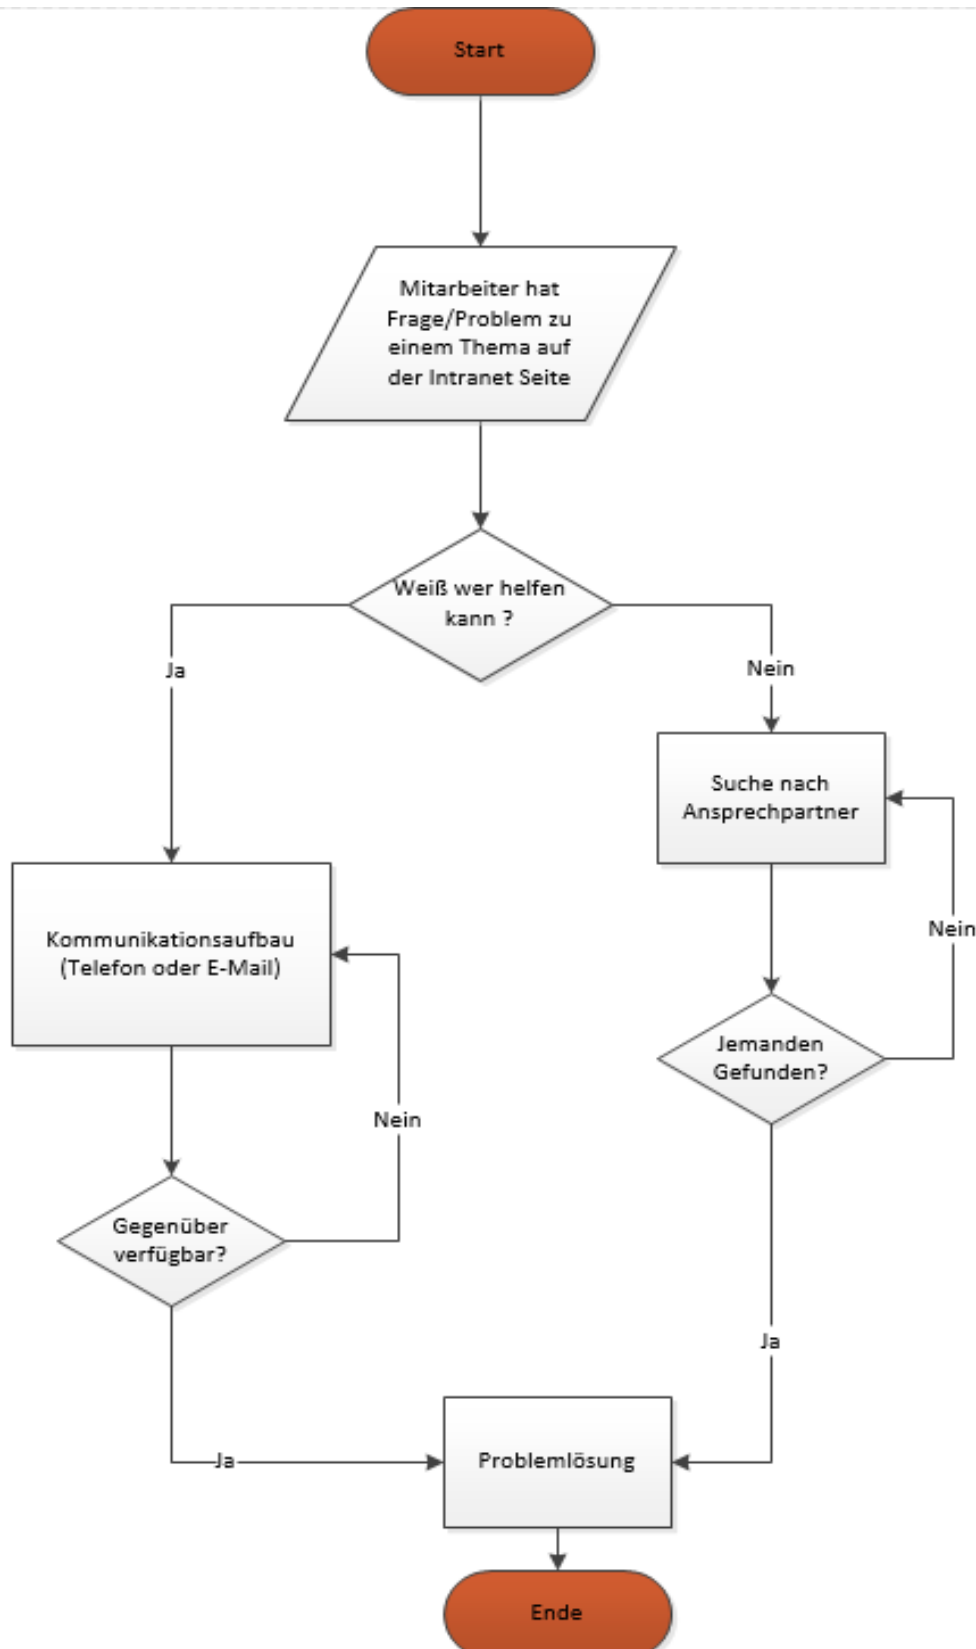 Start
Mitarbeiter hat
Frage/Problem zu
einem Thema auf
der Intranet Seite
Weiß wer helfen
kann ?
Ja
Nein
Suche nach
Ansprechpartner
Nein
Kommunikationsaufbau
(Telefon oder E-Mail)
Jemanden
Gefunden?
Nein
Gegenüber
verfügbar?
Ja
Ja
Problemlösung
Ende